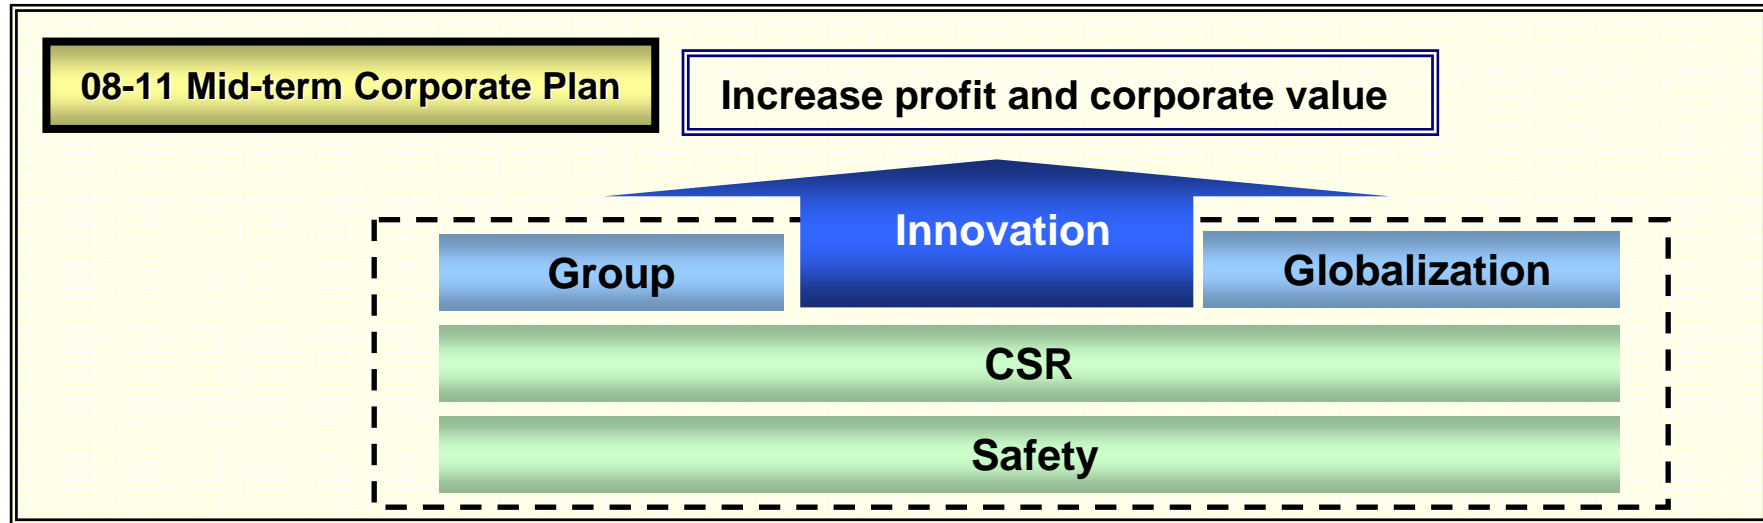 08-11 Mid-term Corporate Plan
Increase profit and corporate value
Innovation
Group
Globalization
CSR
Safety